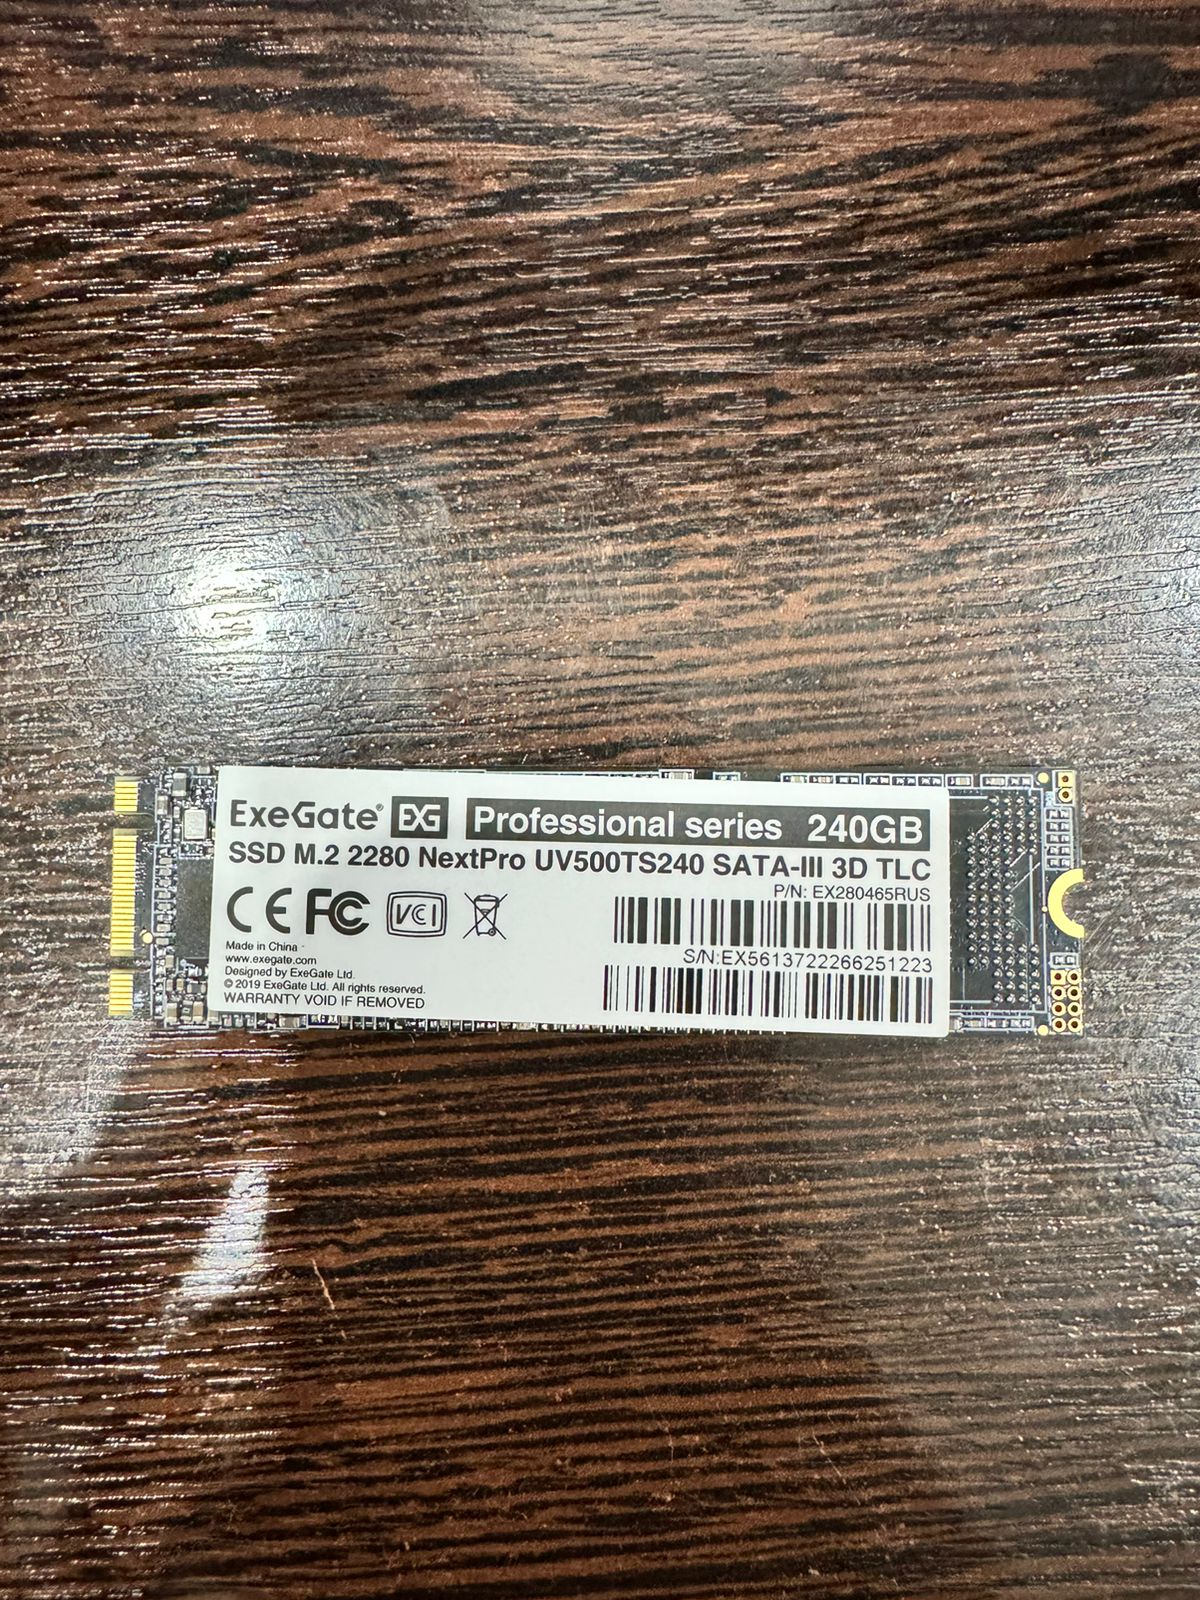 ExeGate® EXG Professional series 240GB
SSD M.2 2280 NextPro UV500TS240 SATA-III 3D TLC
P/N: EX280465RUS
CE FC VCI
S/N:EX5613722266251223
Made in China
www.exegate.com
Designed by ExeGate Ltd.
© 2019 ExeGate Ltd. All rights reserved.
WARRANTY VOID IF REMOVED